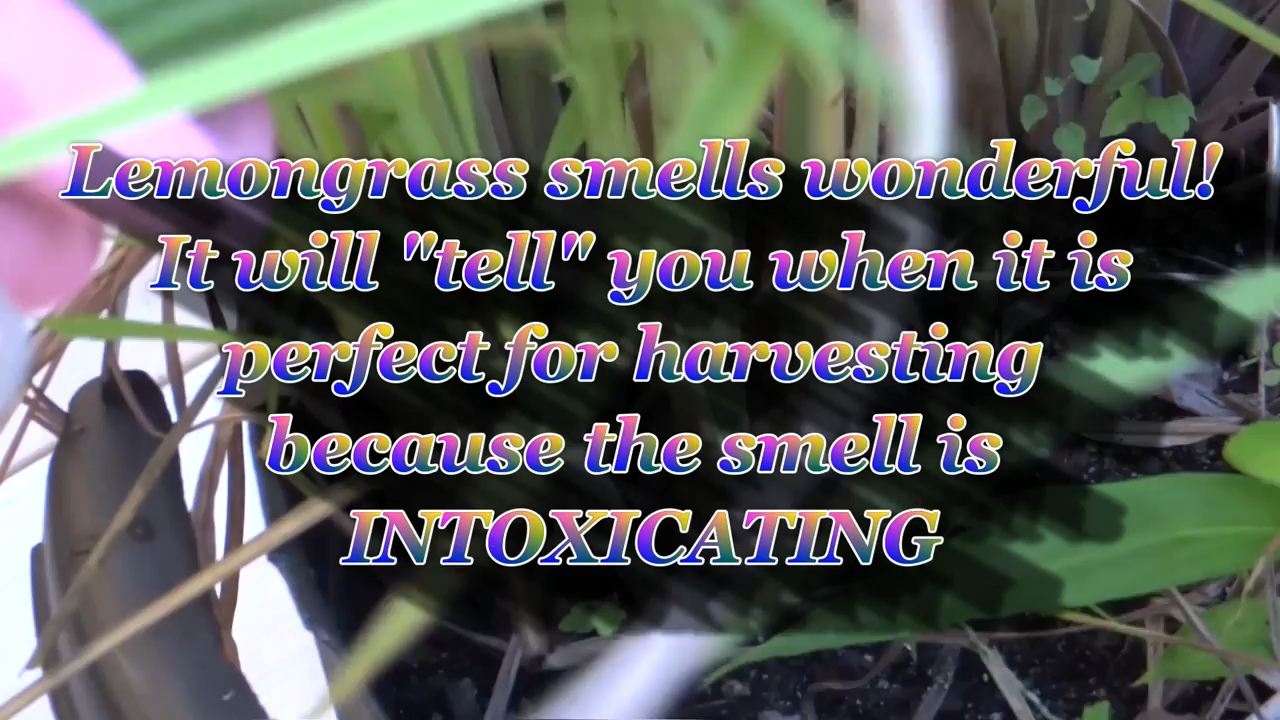 Lemongrass smells wonderful!
It will "tell" you when it is
perfect for harvesting
because the smell is
INTOXICATING